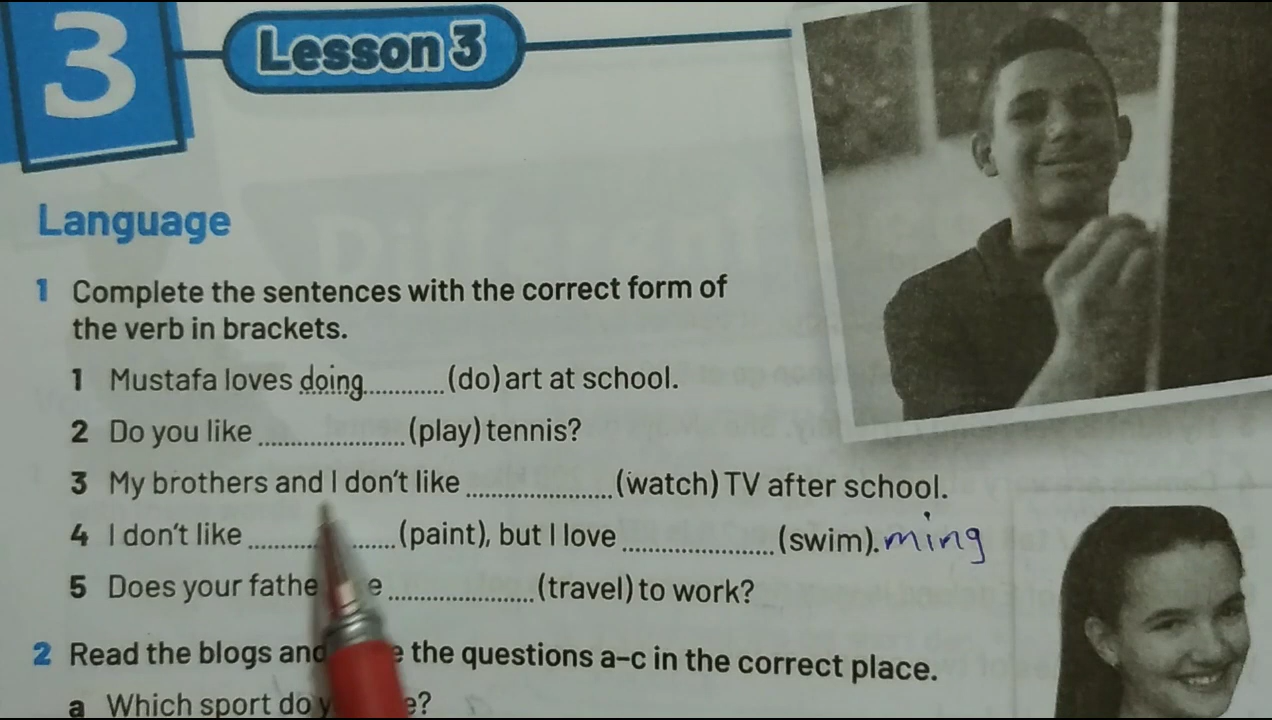 3 Lesson 3
Language
1 Complete the sentences with the correct form of
the verb in brackets.
1 Mustafa loves doing.......... (do) art at school.
2 Do you like .................... (play) tennis?
3 My brothers and I don't like .................... (watch) TV after school.
4 I don't like .................... (paint), but I love .................... (swim). ming
5 Does your fathe e .................... (travel) to work?
2 Read the blogs and e the questions a–c in the correct place.
a Which sport do y e?